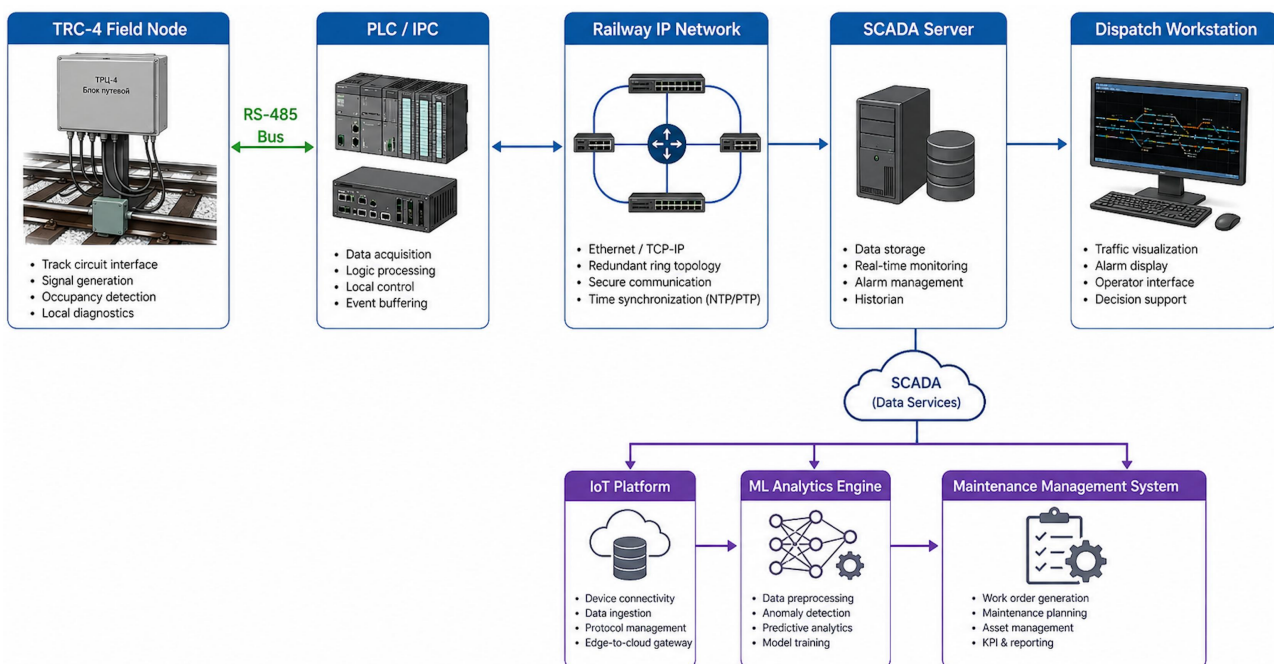 TRC-4 Field Node
ТРЦ-4
Блок путевой
• Track circuit interface
• Signal generation
• Occupancy detection
• Local diagnostics
RS-485
Bus
PLC / IPC
• Data acquisition
• Logic processing
• Local control
• Event buffering
Railway IP Network
• Ethernet / TCP-IP
• Redundant ring topology
• Secure communication
• Time synchronization (NTP/PTP)
SCADA Server
• Data storage
• Real-time monitoring
• Alarm management
• Historian
Dispatch Workstation
• Traffic visualization
• Alarm display
• Operator interface
• Decision support
SCADA
(Data Services)
IoT Platform
• Device connectivity
• Data ingestion
• Protocol management
• Edge-to-cloud gateway
ML Analytics Engine
• Data preprocessing
• Anomaly detection
• Predictive analytics
• Model training
Maintenance Management System
• Work order generation
• Maintenance planning
• Asset management
• KPI & reporting